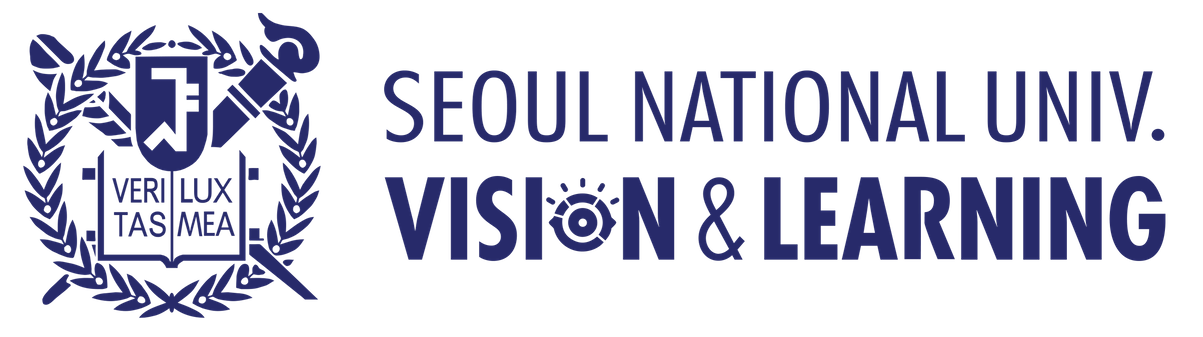 VERI LUX
TAS MEA
SEOUL NATIONAL UNIV.
VISION & LEARNING